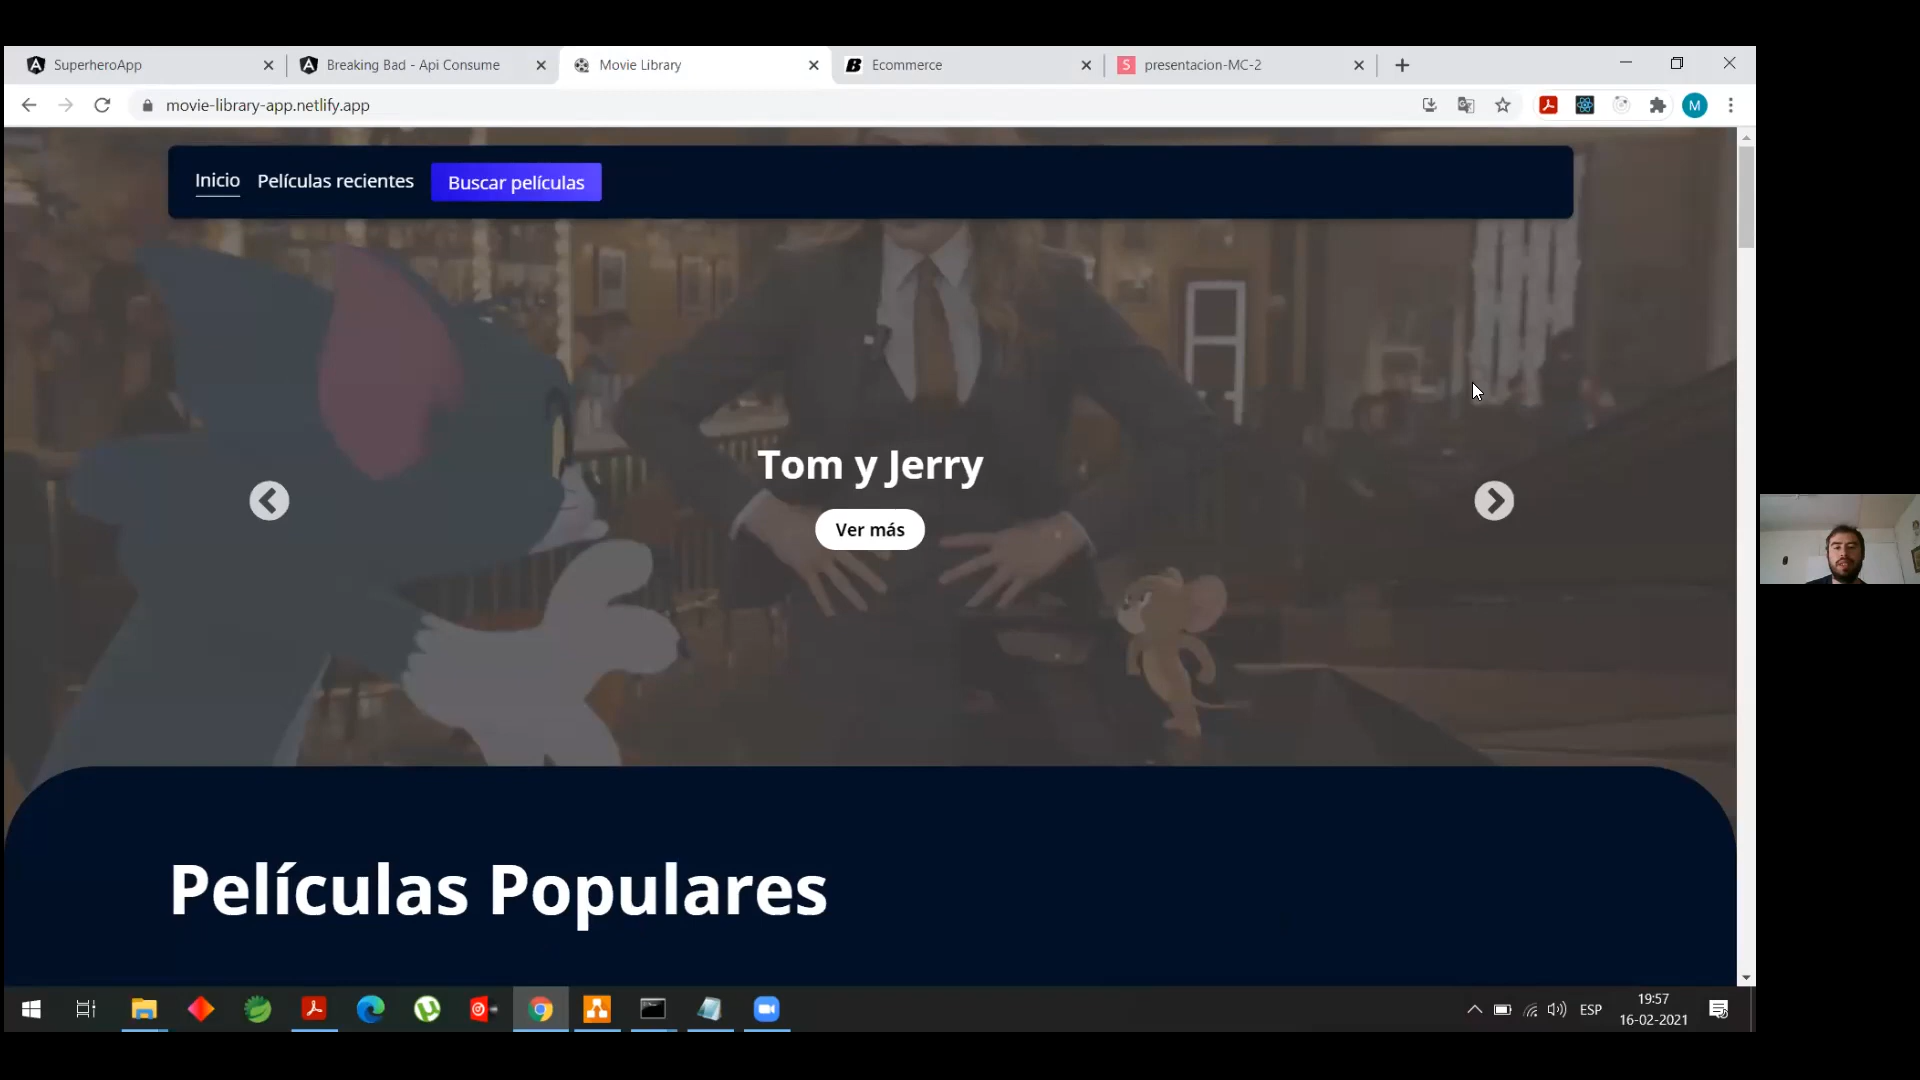 SuperheroApp
Breaking Bad - Api Consume
Movie Library
Ecommerce
presentacion-MC-2
movie-library-app.netlify.app
M
Inicio
Películas recientes
Buscar películas
Tom y Jerry
Ver más
Películas Populares
ESP
19:57
16-02-2021